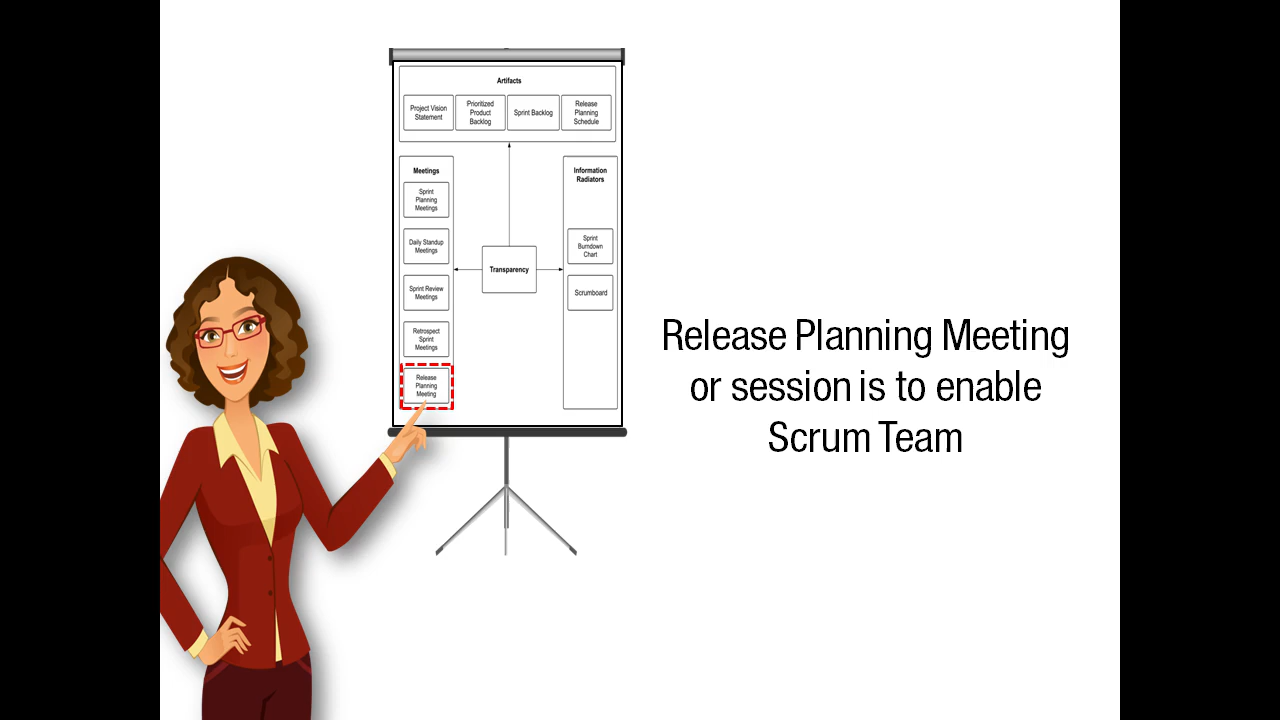 Artifacts
Project Vision
Statement
Prioritized
Product
Backlog
Sprint Backlog
Release
Planning
Schedule
Meetings
Sprint
Planning
Meetings
Daily Standup
Meetings
Sprint Review
Meetings
Retrospect
Sprint
Meetings
Release
Planning
Meeting
Transparency
Information
Radiators
Sprint
Burndown
Chart
Scrumboard
Release Planning Meeting
or session is to enable
Scrum Team